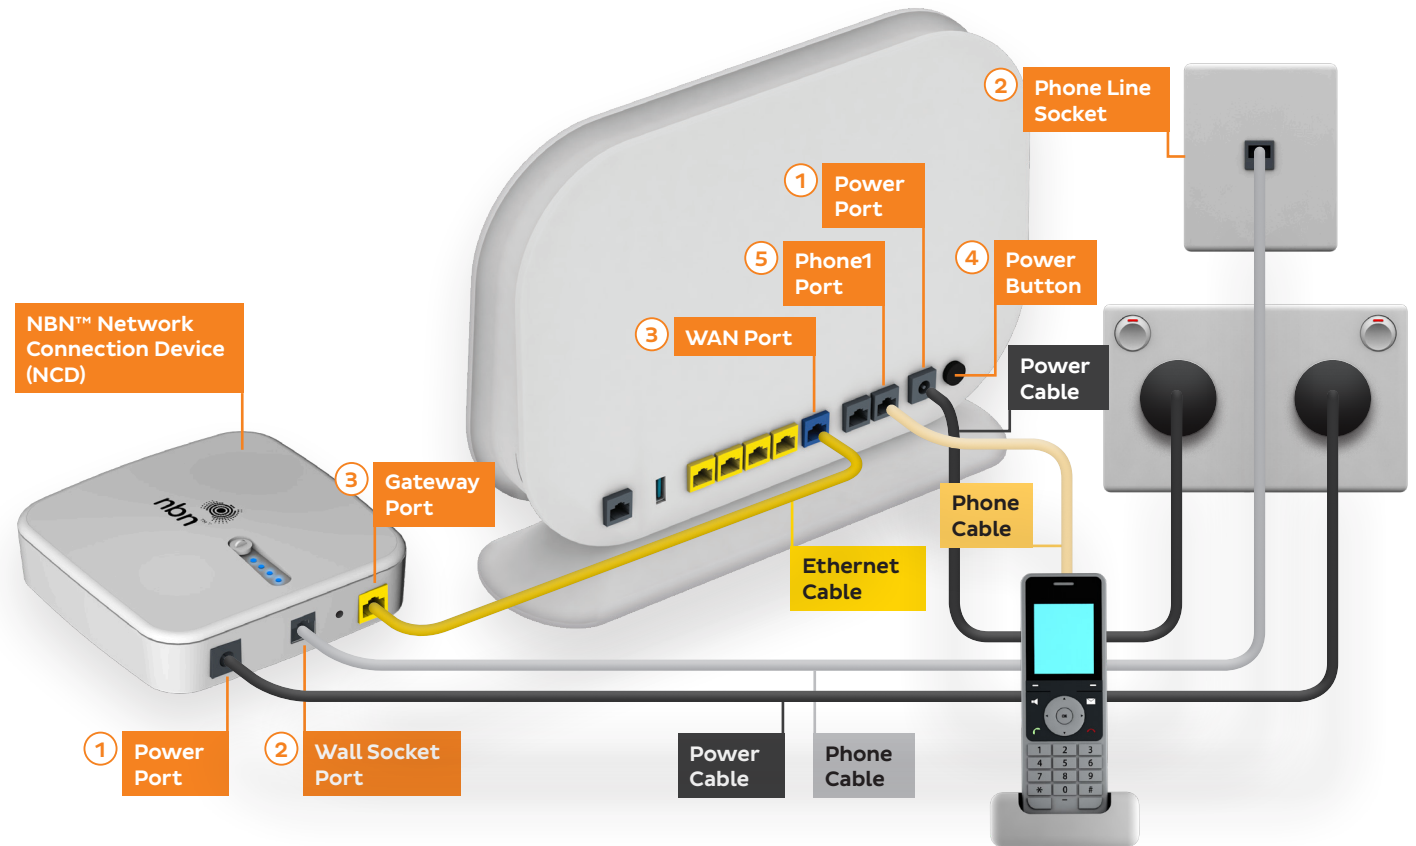 2
Phone Line
Socket
1
Power
Port
5
Phone1
Port
4
Power
Button
3
WAN Port
NBN™ Network
Connection Device
(NCD)
Power
Cable
3
Gateway
Port
nbn
Phone
Cable
Ethernet
Cable
OK
1 2 3
4 5 6
7 8 9
* 0 #
1
Power
Port
2
Wall Socket
Port
Power
Cable
Phone
Cable